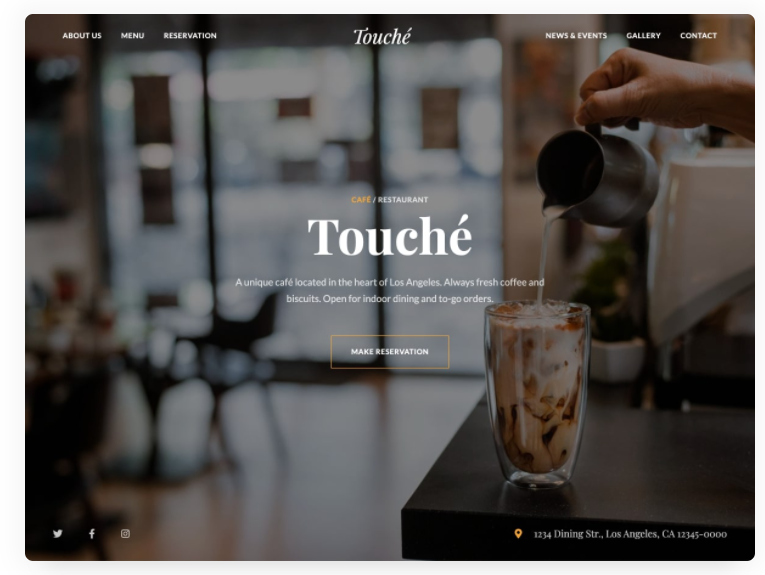 ABOUT US MENU RESERVATION Touché NEWS & EVENTS GALLERY CONTACT
CAFÉ / RESTAURANT
Touché
A unique café located in the heart of Los Angeles. Always fresh coffee and
biscuits. Open for indoor dining and to-go orders.
MAKE RESERVATION
1234 Dining Str., Los Angeles, CA 12345-0000